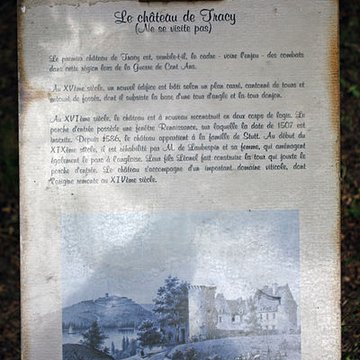 Le château de Tracy
(Ne se visite pas)
Le premier château de Tracy est, semble-t-il, le cadre - voire l'enjeu - des combats
dans cette région lors de la Guerre de Cent Ans.
Au XVème siècle, un nouvel édifice est bâti selon un plan carré, cantonné de tours et
entouré de fossés, dont il subsiste la base d'une tour d'angle et la tour donjon.
Au XVIème siècle, le château est à nouveau reconstruit en deux corps de logis. Le
porche d'entrée possède une fenêtre Renaissance, sur laquelle la date de 1507 est
inscrite. Depuis 1586, le château appartient à la famille de Stutt. Au début du
XIXème siècle, il est réhabilité par M. de Laubespin et sa femme, qui aménagent
également le parc à l'anglaise. Leur fils Lionel fait construire la tour qui jouxte le
porche d'entrée. Le château s'accompagne d'un important domaine viticole, dont
l'origine remonte au XIVème siècle.